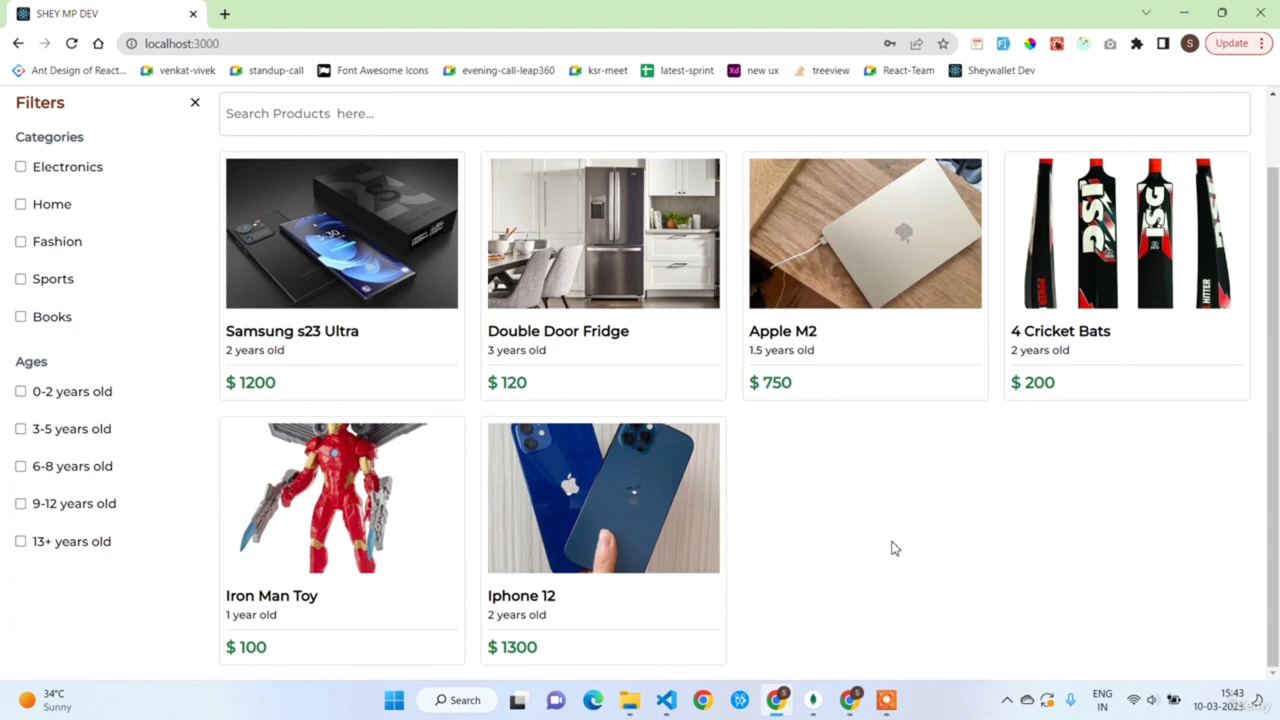 SHEY MP DEV
localhost:3000
Update
Ant Design of React...
venkat-vivek
standup-call
Font Awesome Icons
evening-call-leap360
ksr-meet
latest-sprint
Xd
new ux
treeview
React-Team
Sheywallet Dev
Filters
Categories
Electronics
Home
Fashion
Sports
Books
Ages
0-2 years old
3-5 years old
6-8 years old
9-12 years old
13+ years old
Search Products here...
Samsung s23 Ultra
2 years old
$ 1200
Double Door Fridge
3 years old
$ 120
Apple M2
1.5 years old
$ 750
ISG
POWER
HITTER
4 Cricket Bats
2 years old
$ 200
Iron Man Toy
1 year old
$ 100
Iphone 12
2 years old
$ 1300
34°C
Sunny
Search
ENG
IN
15:43
10-03-2023